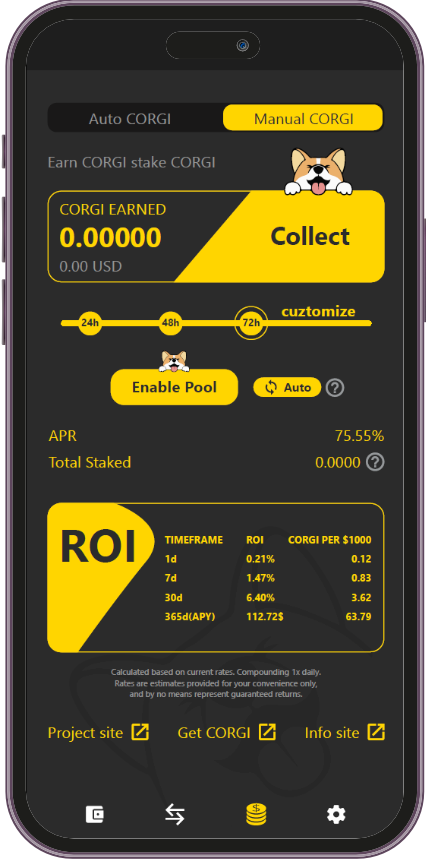 Auto CORGI Manual CORGI
Earn CORGI stake CORGI
CORGI EARNED
0.00000
0.00 USD
Collect
24h 48h 72h cuztomize
Enable Pool Auto ?
APR 75.55%
Total Staked 0.0000 ?
ROI
TIMEFRAME ROI CORGI PER $1000
1d 0.21% 0.12
7d 1.47% 0.83
30d 6.40% 3.62
365d(APY) 112.72$ 63.79
Calculated based on current rates. Compounding 1x daily.
Rates are estimates provided for your convenience only,
and by no means represent guaranteed returns.
Project site Get CORGI Info site
$